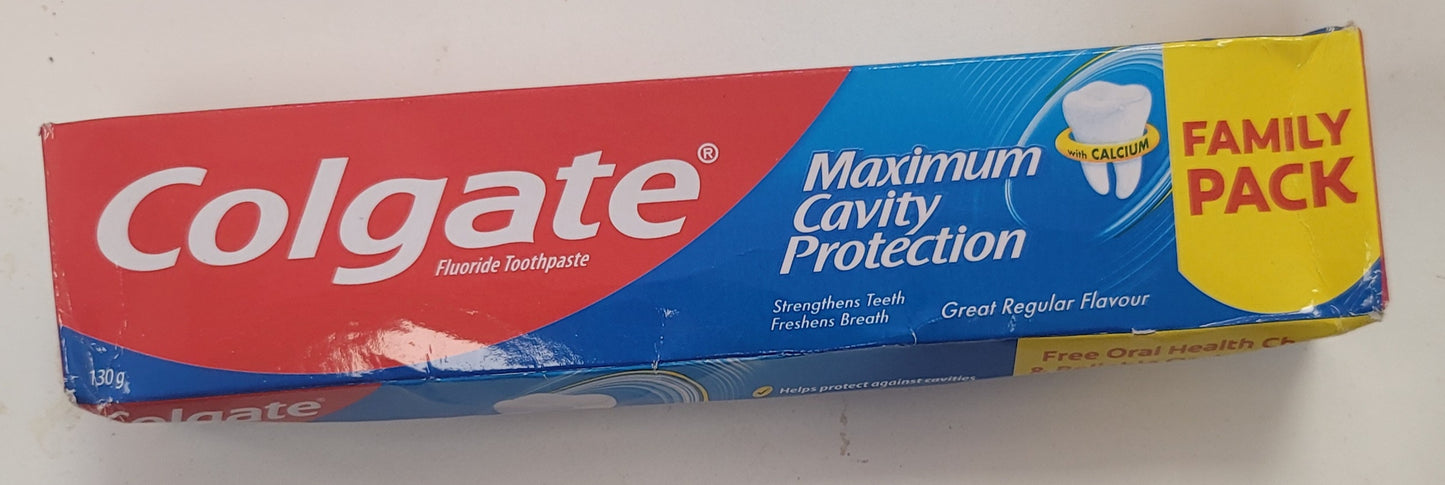 Colgate®
Fluoride Toothpaste
Maximum
Cavity
Protection
Strengthens Teeth
Freshens Breath
Great Regular Flavour
with CALCIUM
FAMILY
PACK
130 g
Colgate®
Helps protect against cavities
Free Oral Health
&